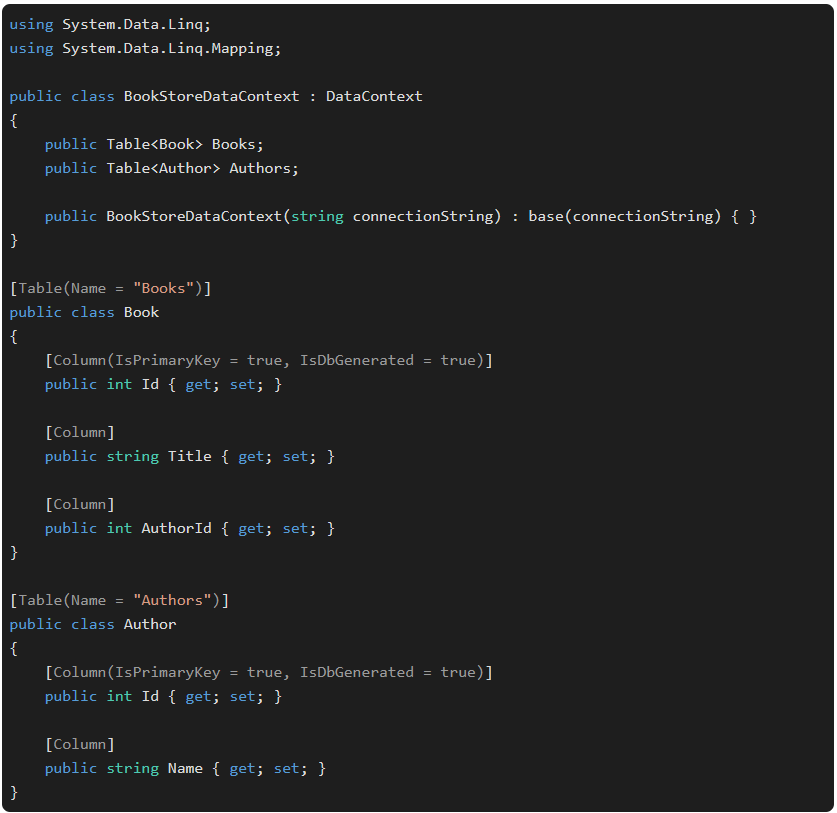 using System.Data.Linq;
using System.Data.Linq.Mapping;

public class BookStoreDataContext : DataContext
{
    public Table<Book> Books;
    public Table<Author> Authors;

    public BookStoreDataContext(string connectionString) : base(connectionString) { }
}

[Table(Name = "Books")]
public class Book
{
    [Column(IsPrimaryKey = true, IsDbGenerated = true)]
    public int Id { get; set; }

    [Column]
    public string Title { get; set; }

    [Column]
    public int AuthorId { get; set; }
}

[Table(Name = "Authors")]
public class Author
{
    [Column(IsPrimaryKey = true, IsDbGenerated = true)]
    public int Id { get; set; }

    [Column]
    public string Name { get; set; }
}